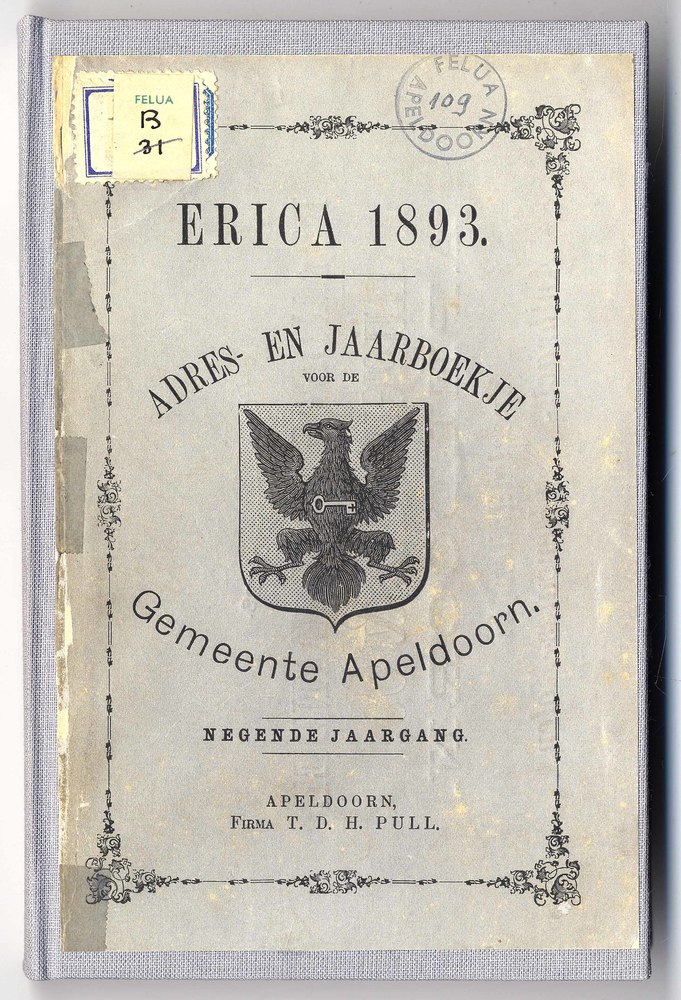 FELUA
B
31
FELUA APELDOORN
109
ERICA 1893.
ADRES- EN JAARBOEKJE
VOOR DE
Gemeente Apeldoorn.
NEGENDE JAARGANG.
APELDOORN,
FIRMA T. D. H. PULL.